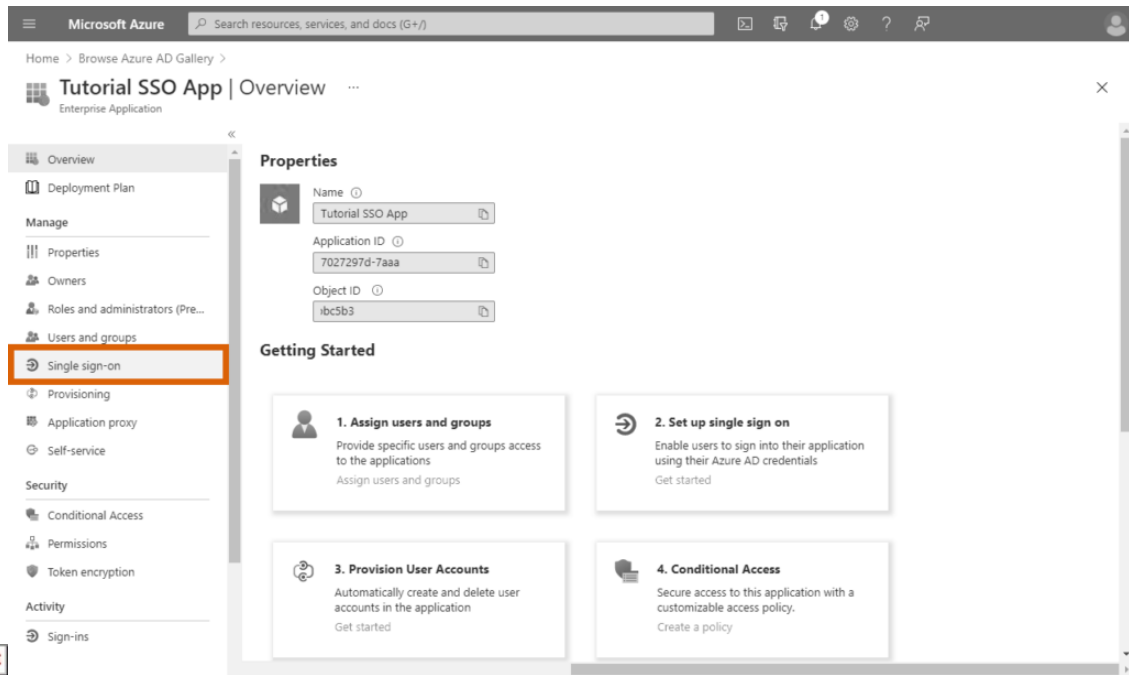 Microsoft Azure
Search resources, services, and docs (G+/)
1
Home > Browse Azure AD Gallery >
Tutorial SSO App | Overview ...
Enterprise Application
Overview
Deployment Plan
Manage
Properties
Owners
Roles and administrators (Pre...
Users and groups
Single sign-on
Provisioning
Application proxy
Self-service
Security
Conditional Access
Permissions
Token encryption
Activity
Sign-ins
Properties
Name
Tutorial SSO App
Application ID
7027297d-7aaa
Object ID
ıbc5b3
Getting Started
1. Assign users and groups
Provide specific users and groups access
to the applications
Assign users and groups
2. Set up single sign on
Enable users to sign into their application
using their Azure AD credentials
Get started
3. Provision User Accounts
Automatically create and delete user
accounts in the application
Get started
4. Conditional Access
Secure access to this application with a
customizable access policy.
Create a policy